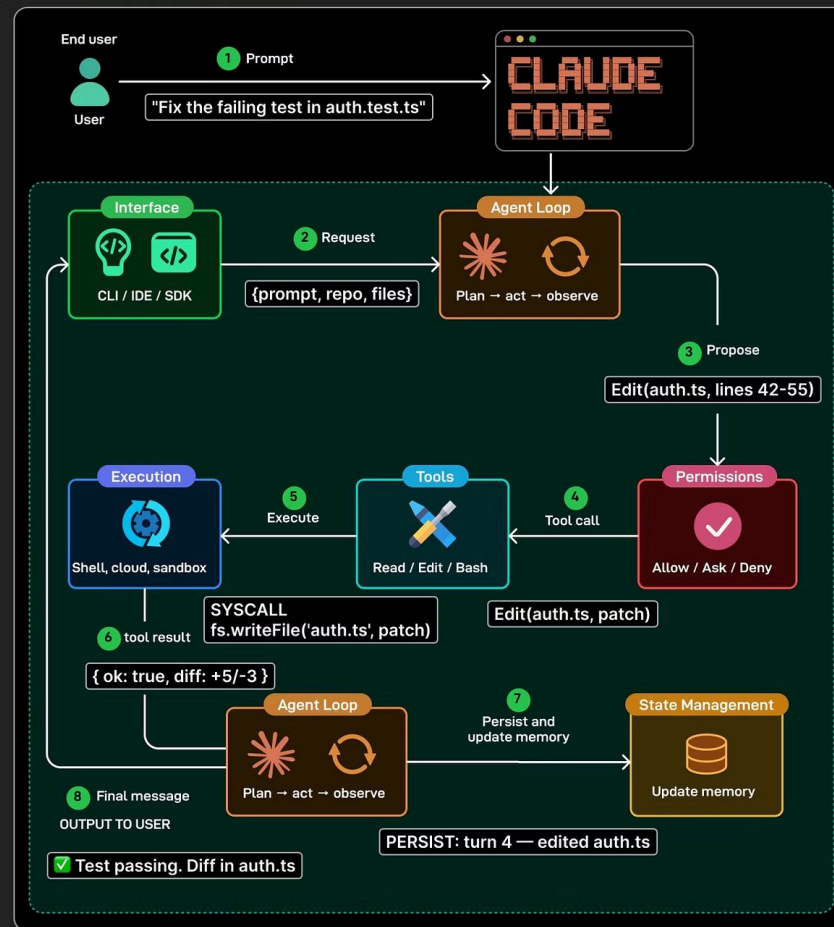 End user
User
1 Prompt
"Fix the failing test in auth.test.ts"
CLAUDE
CODE
Interface
CLI / IDE / SDK
2 Request
{prompt, repo, files}
Agent Loop
Plan → act → observe
3 Propose
Edit(auth.ts, lines 42-55)
Permissions
Allow / Ask / Deny
4
Tool call
Edit(auth.ts, patch)
Tools
Read / Edit / Bash
5
Execute
SYSCALL
fs.writeFile('auth.ts', patch)
Execution
Shell, cloud, sandbox
6 tool result
{ ok: true, diff: +5/-3 }
Agent Loop
Plan → act → observe
7
Persist and
update memory
PERSIST: turn 4 — edited auth.ts
State Management
Update memory
8 Final message
OUTPUT TO USER
✅ Test passing. Diff in auth.ts